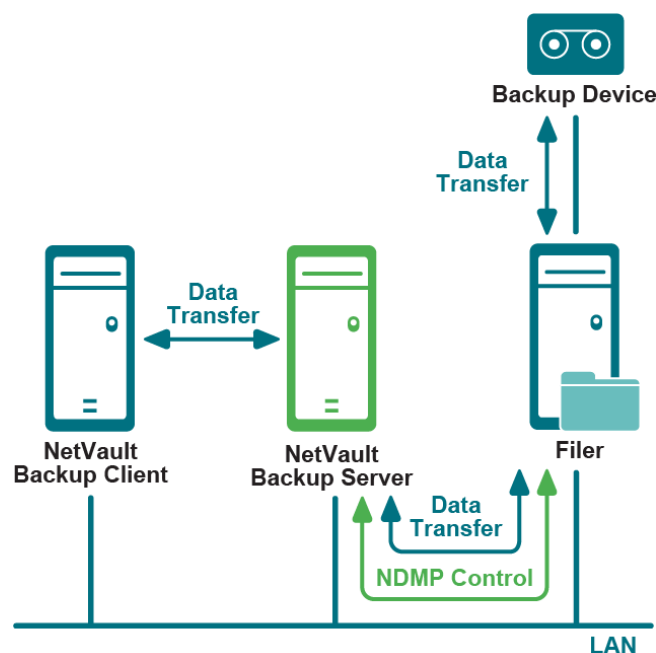 Backup Device
Data
Transfer
Data
Transfer
NetVault
Backup Client
NetVault
Backup Server
Filer
Data
Transfer
NDMP Control
LAN